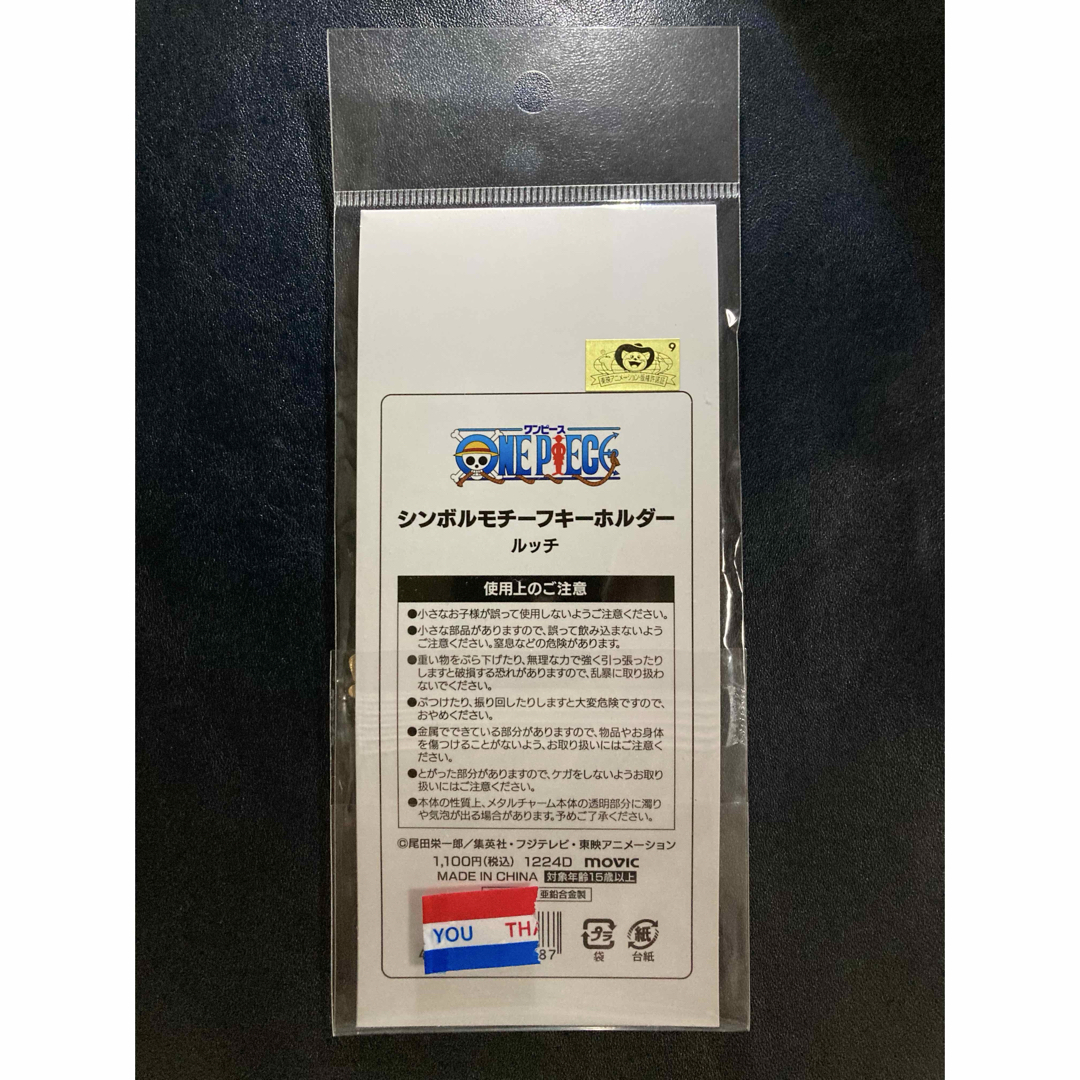 9
東映アニメーション版権許諾証
ワンピース
ONE PIECE
シンボルモチーフキーホルダー
ルッチ
使用上のご注意
●小さなお子様が誤って使用しないようご注意ください。
●小さな部品がありますので、誤って飲み込まないよう
ご注意ください。窒息などの危険があります。
●重い物をぶら下げたり、無理な力で強く引っ張ったり
しますと破損する恐れがありますので、乱暴に取り扱わ
ないでください。
●ぶつけたり、振り回したりしますと大変危険ですので、
おやめください。
●金属でできている部分がありますので、物品やお身体
を傷つけることがないよう、お取り扱いにはご注意く
ださい。
●とがった部分がありますので、ケガをしないようお取り
扱いにはご注意ください。
●本体の性質上、メタルチャーム本体の透明部分に濁り
や気泡が出る場合があります。予めご了承ください。
©尾田栄一郎／集英社・フジテレビ・東映アニメーション
1,100円(税込) 1224D movic
MADE IN CHINA 対象年齢15歳以上
亜鉛合金製
YOU THA
4 87
プラ 紙
袋 台紙